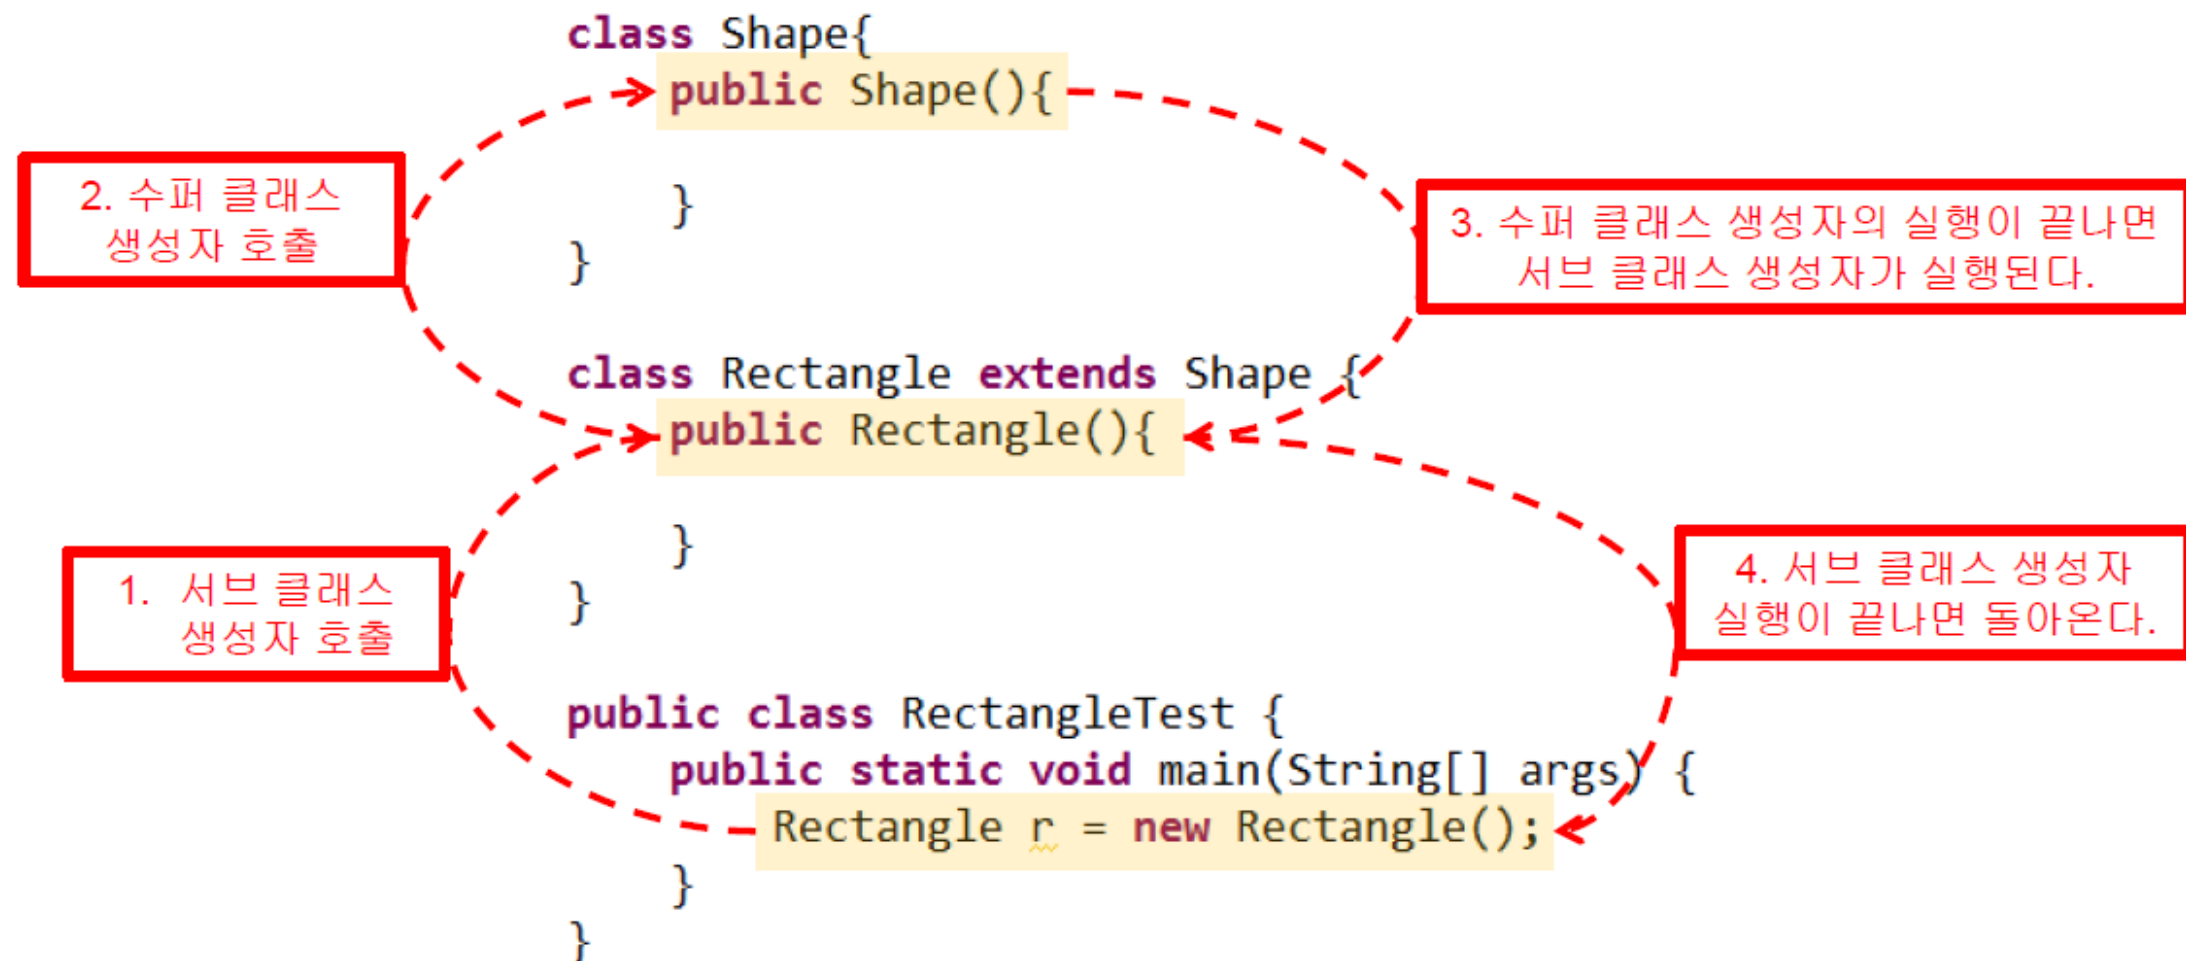 class Shape{
public Shape(){
}
}
2. 수퍼 클래스
생성자 호출
3. 수퍼 클래스 생성자의 실행이 끝나면
서브 클래스 생성자가 실행된다.
class Rectangle extends Shape {
public Rectangle(){
}
}
1. 서브 클래스
생성자 호출
4. 서브 클래스 생성자
실행이 끝나면 돌아온다.
public class RectangleTest {
public static void main(String[] args) {
Rectangle r = new Rectangle();
}
}